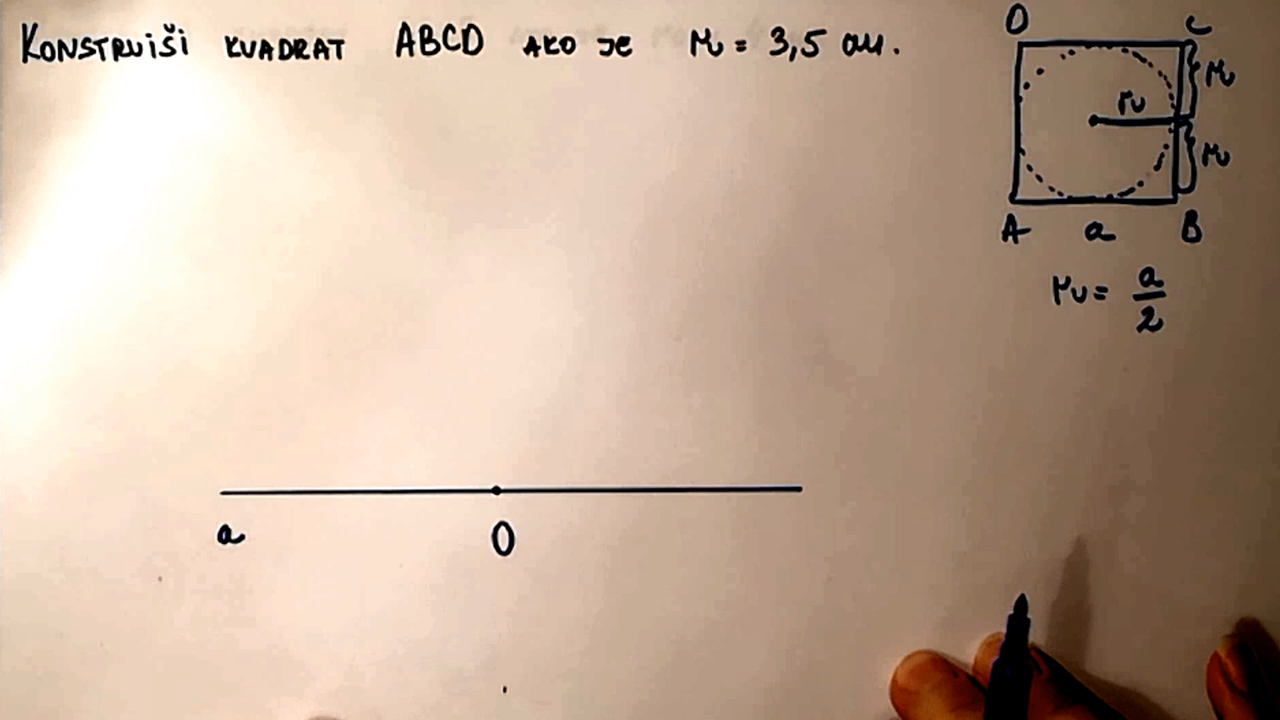 KONSTRUIŠI KVADRAT ABCD AKO JE ru = 3,5 cm.
D C
ru
ru
ru
A a B
ru = a/2
a O